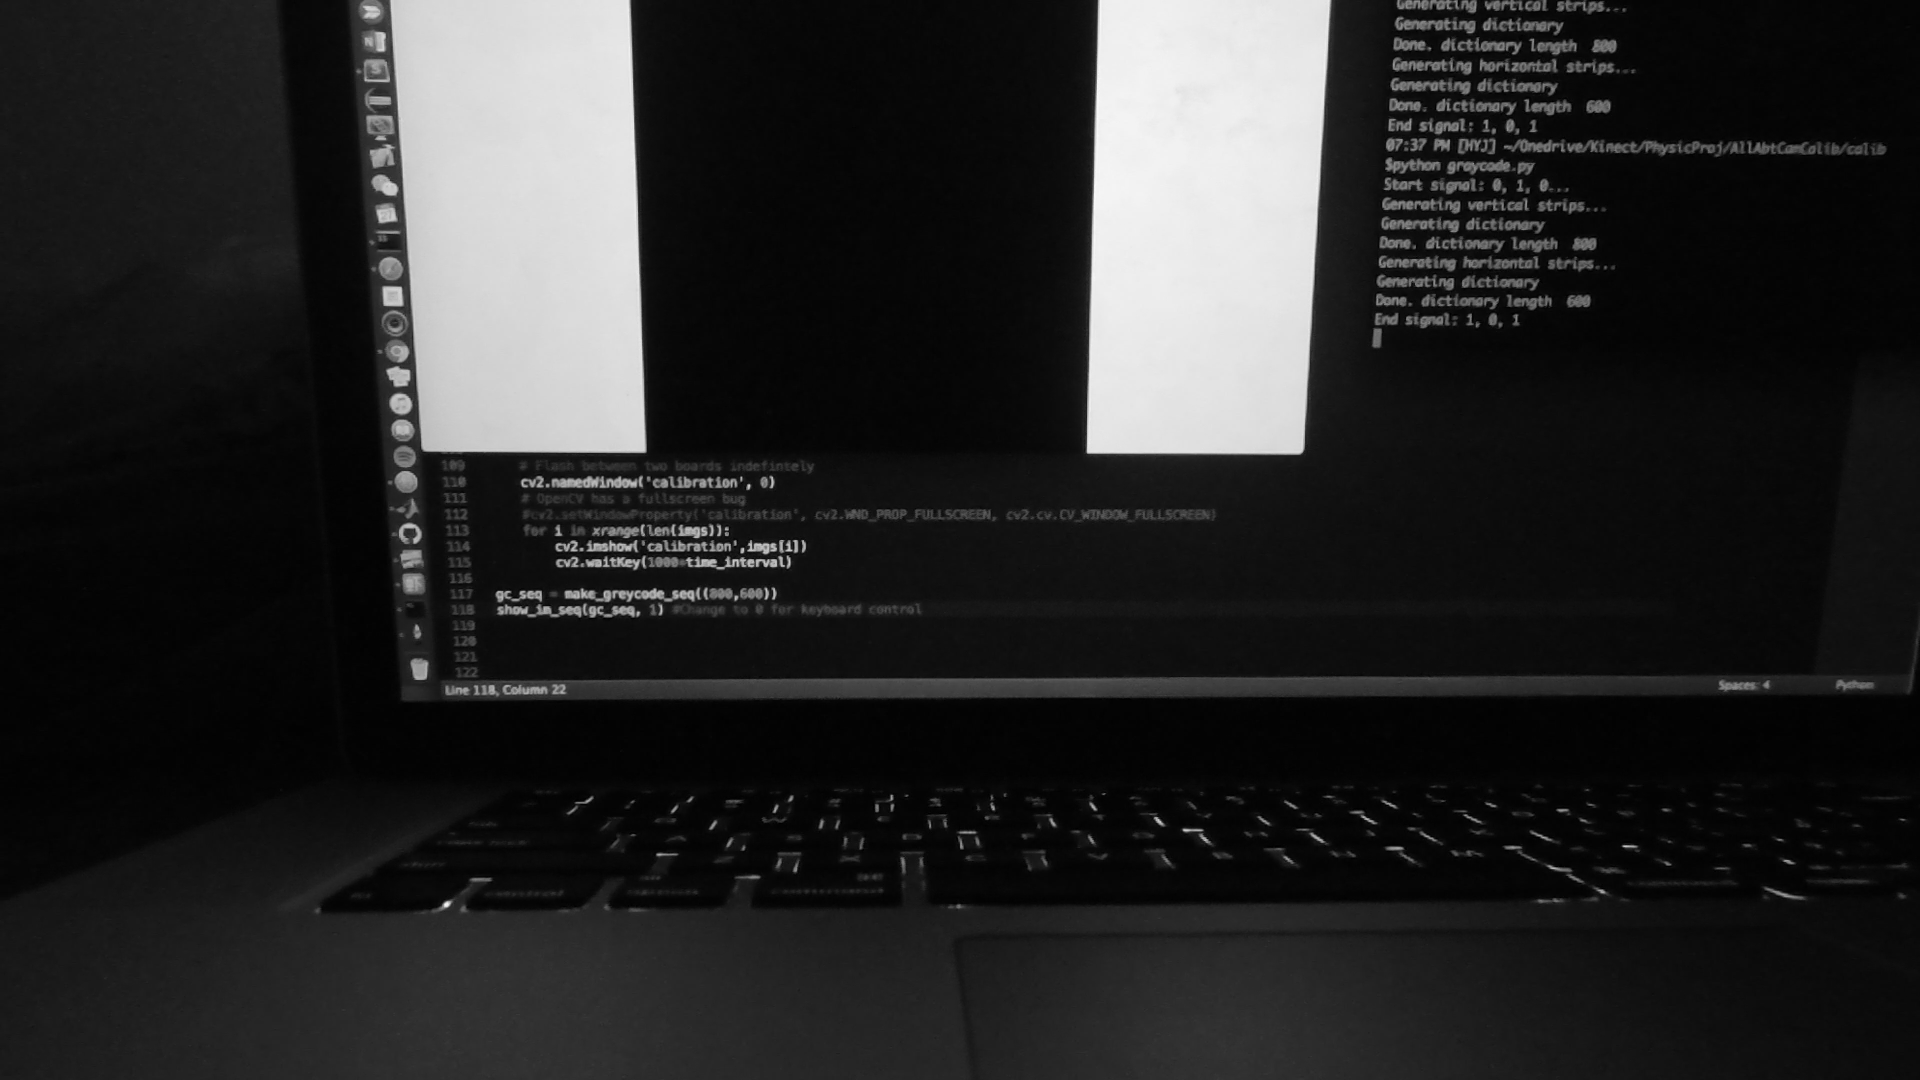 Generating vertical strips...
Generating dictionary
Done. dictionary length 800
Generating horizontal strips...
Generating dictionary
Done. dictionary length 600
End signal: 1, 0, 1
07:37 PM [HYJ] ~/Onedrive/Kinect/PhysicProj/AllAbtCamCalib/calib
$python graycode.py
Start signal: 0, 1, 0...
Generating vertical strips...
Generating dictionary
Done. dictionary length 800
Generating horizontal strips...
Generating dictionary
Done. dictionary length 600
End signal: 1, 0, 1
109 # Flash between two boards indefintely
110 cv2.namedWindow('calibration', 0)
111 # OpenCV has a fullscreen bug
112 #cv2.setWindowProperty('calibration', cv2.WND_PROP_FULLSCREEN, cv2.cv.CV_WINDOW_FULLSCREEN)
113 for i in xrange(len(imgs)):
114 cv2.imshow('calibration',imgs[i])
115 cv2.waitKey(1000*time_interval)
116
117 gc_seq = make_greycode_seq((800,600))
118 show_in_seq(gc_seq, 1) #Change to 0 for keyboard control
119
120
121
122
Line 118, Column 22
Spaces: 4
Python